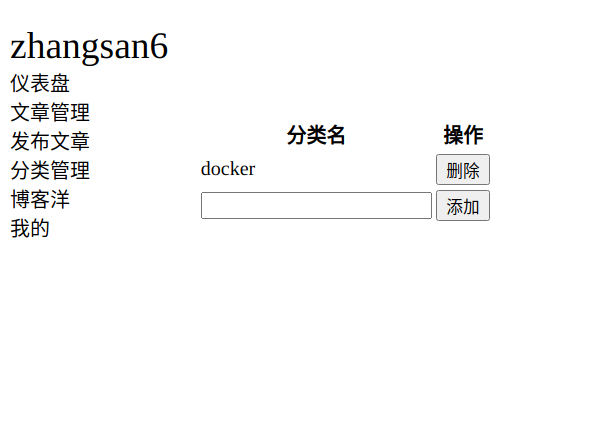 zhangsan6
仪表盘
文章管理
发布文章
分类管理
博客洋
我的
分类名 操作
docker 删除
添加